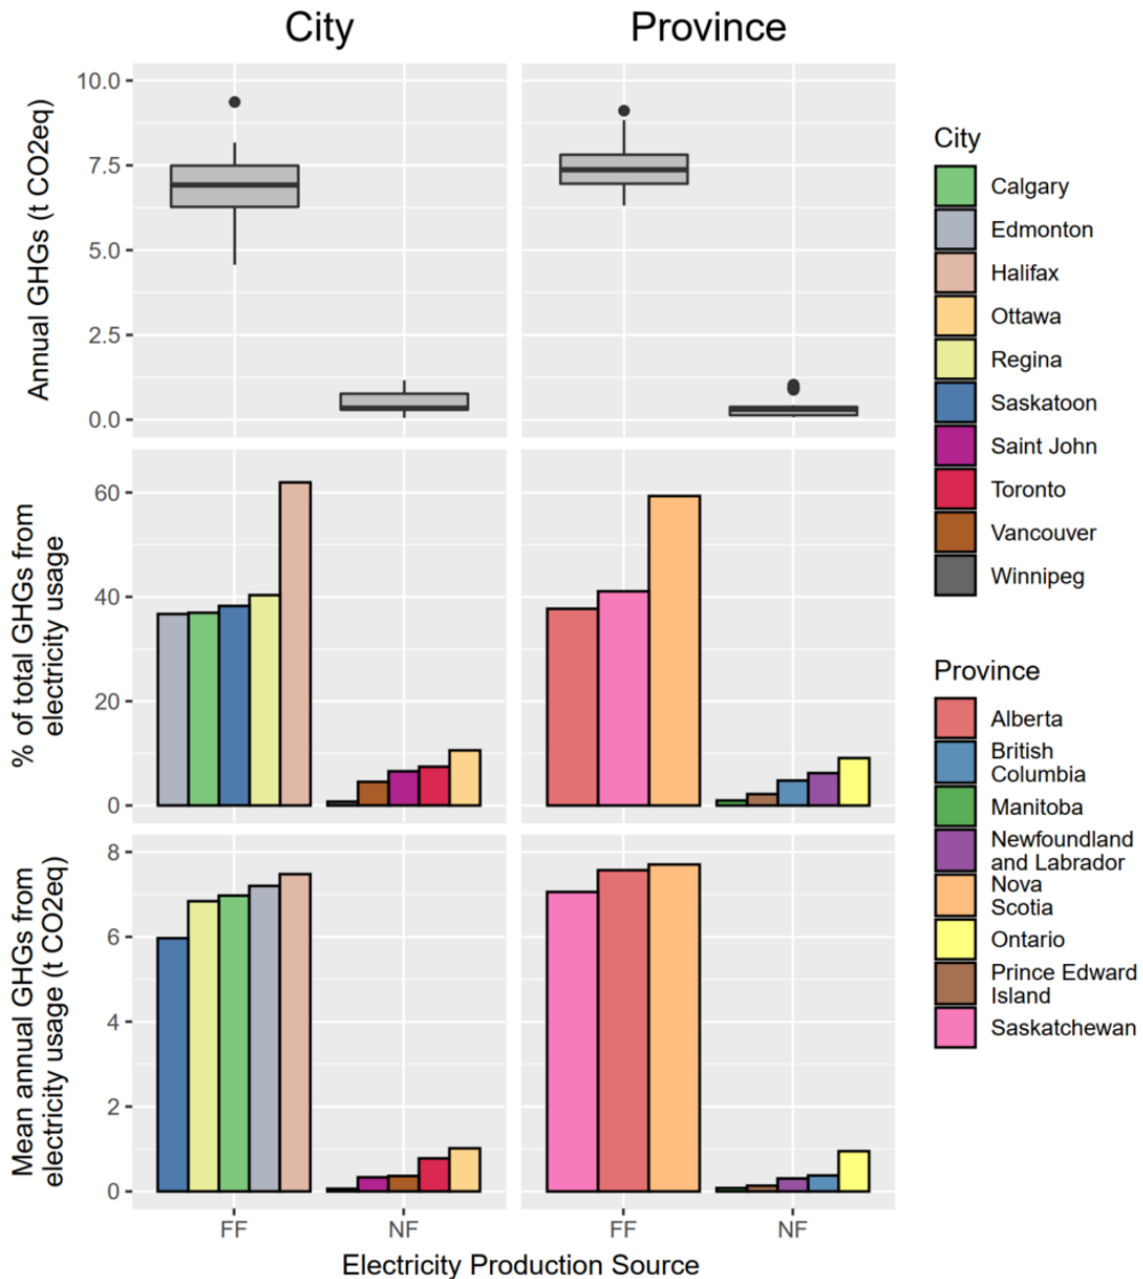 City
Province
Annual GHGs (t CO2eq)
10.0
7.5
5.0
2.5
0.0
% of total GHGs from
electricity usage
60
40
20
0
Mean annual GHGs from
electricity usage (t CO2eq)
8
6
4
2
0
FF
NF
FF
NF
Electricity Production Source
City
Calgary
Edmonton
Halifax
Ottawa
Regina
Saskatoon
Saint John
Toronto
Vancouver
Winnipeg
Province
Alberta
British
Columbia
Manitoba
Newfoundland
and Labrador
Nova
Scotia
Ontario
Prince Edward
Island
Saskatchewan